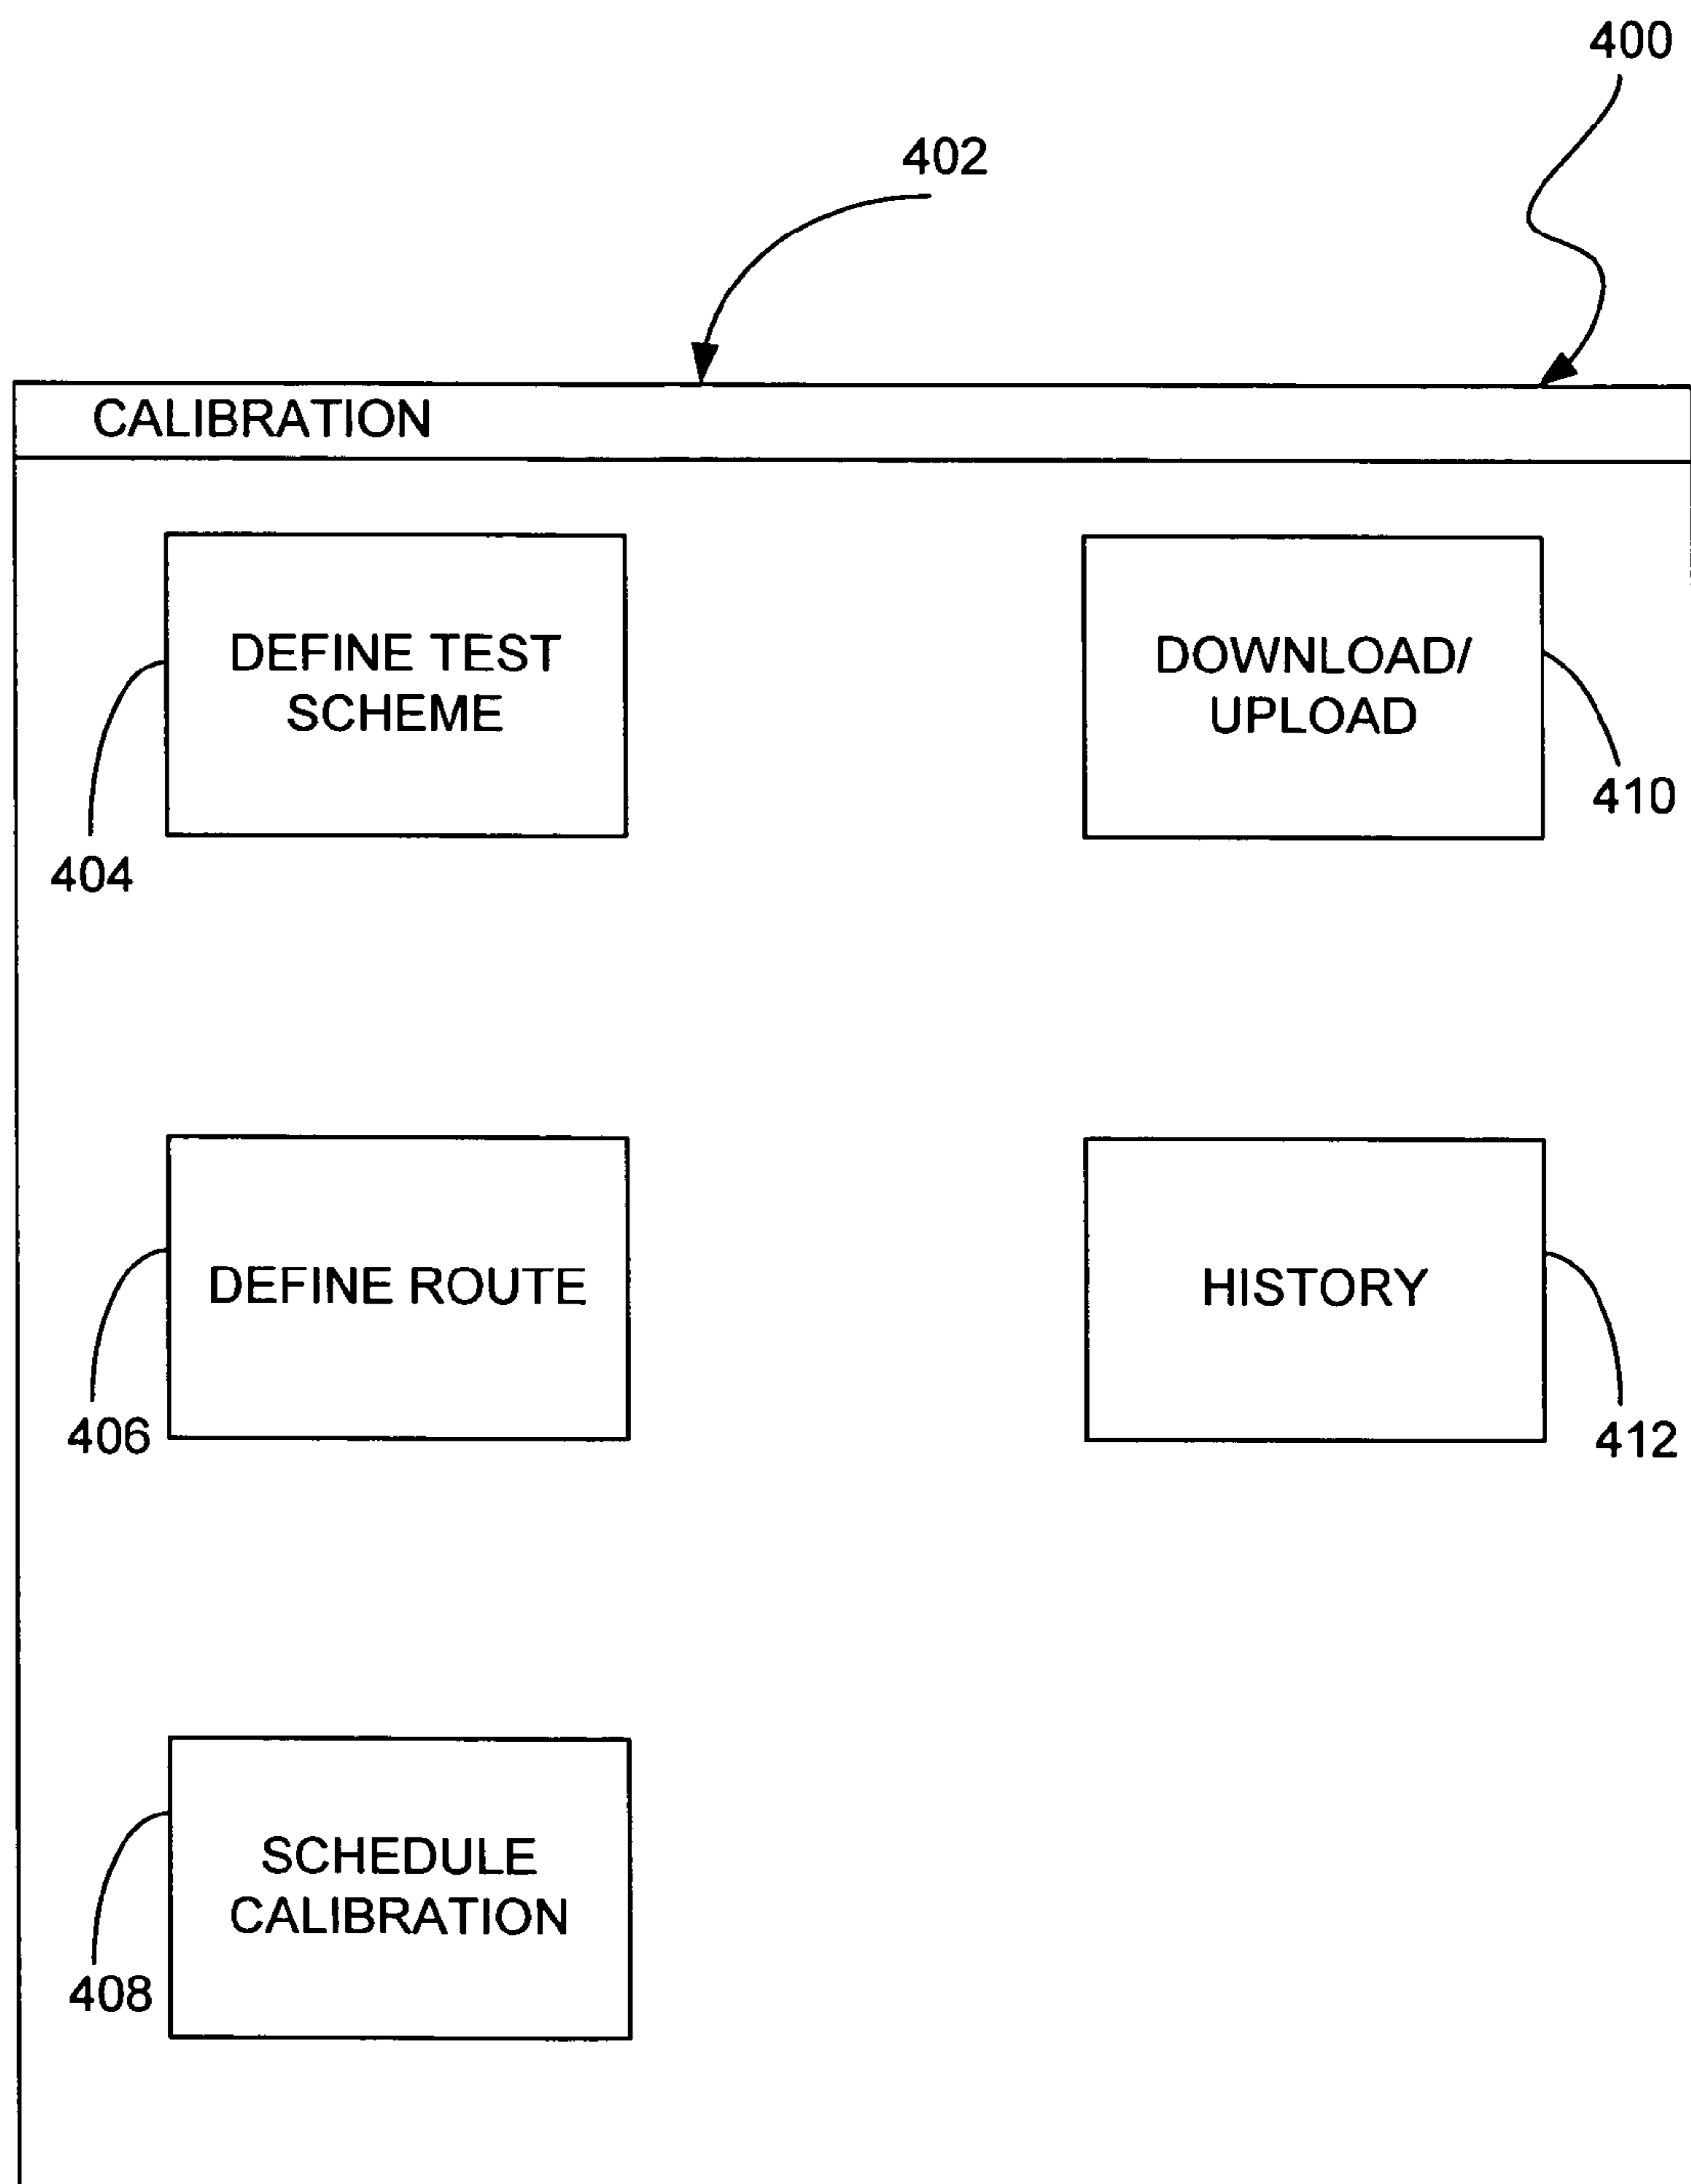 400
402
CALIBRATION
DEFINE TEST
SCHEME
404
DOWNLOAD/
UPLOAD
410
DEFINE ROUTE
406
HISTORY
412
SCHEDULE
CALIBRATION
408